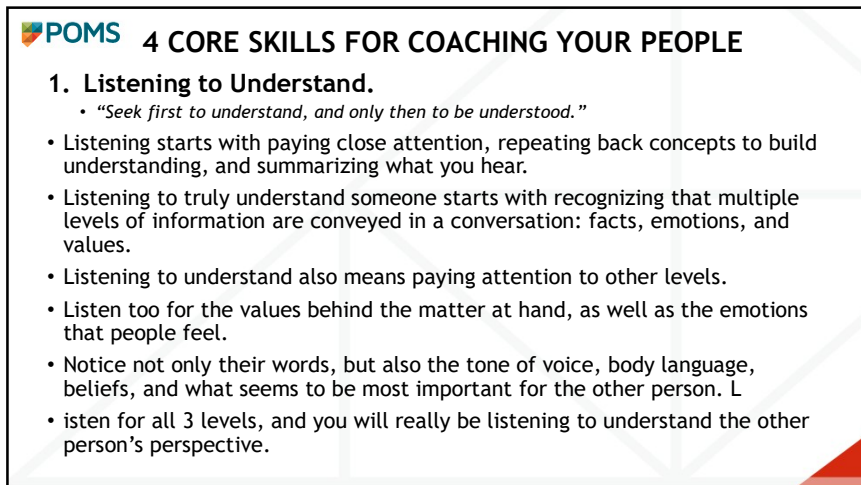 POMS 4 CORE SKILLS FOR COACHING YOUR PEOPLE
1. Listening to Understand.
• “Seek first to understand, and only then to be understood.”
• Listening starts with paying close attention, repeating back concepts to build
understanding, and summarizing what you hear.
• Listening to truly understand someone starts with recognizing that multiple
levels of information are conveyed in a conversation: facts, emotions, and
values.
• Listening to understand also means paying attention to other levels.
• Listen too for the values behind the matter at hand, as well as the emotions
that people feel.
• Notice not only their words, but also the tone of voice, body language,
beliefs, and what seems to be most important for the other person. L
• isten for all 3 levels, and you will really be listening to understand the other
person’s perspective.